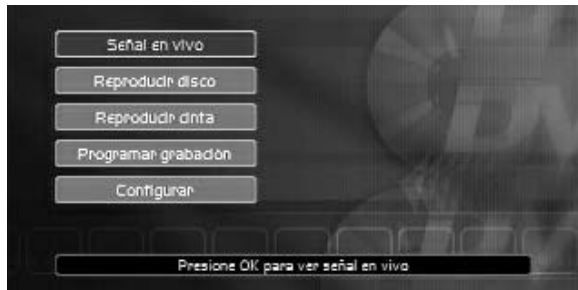 Señal en vivo
Reproducir disco
Reproducir cinta
Programar grabación
Configurar
Presione OK para ver señal en vivo